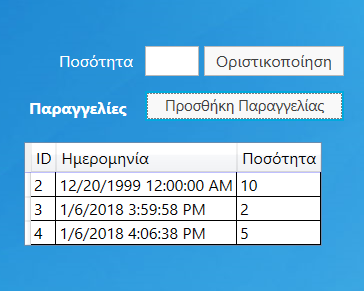 Ποσότητα Οριστικοποίηση
Παραγγελίες Προσθήκη Παραγγελίας
ID Ημερομηνία Ποσότητα
2 12/20/1999 12:00:00 AM 10
3 1/6/2018 3:59:58 PM 2
4 1/6/2018 4:06:38 PM 5